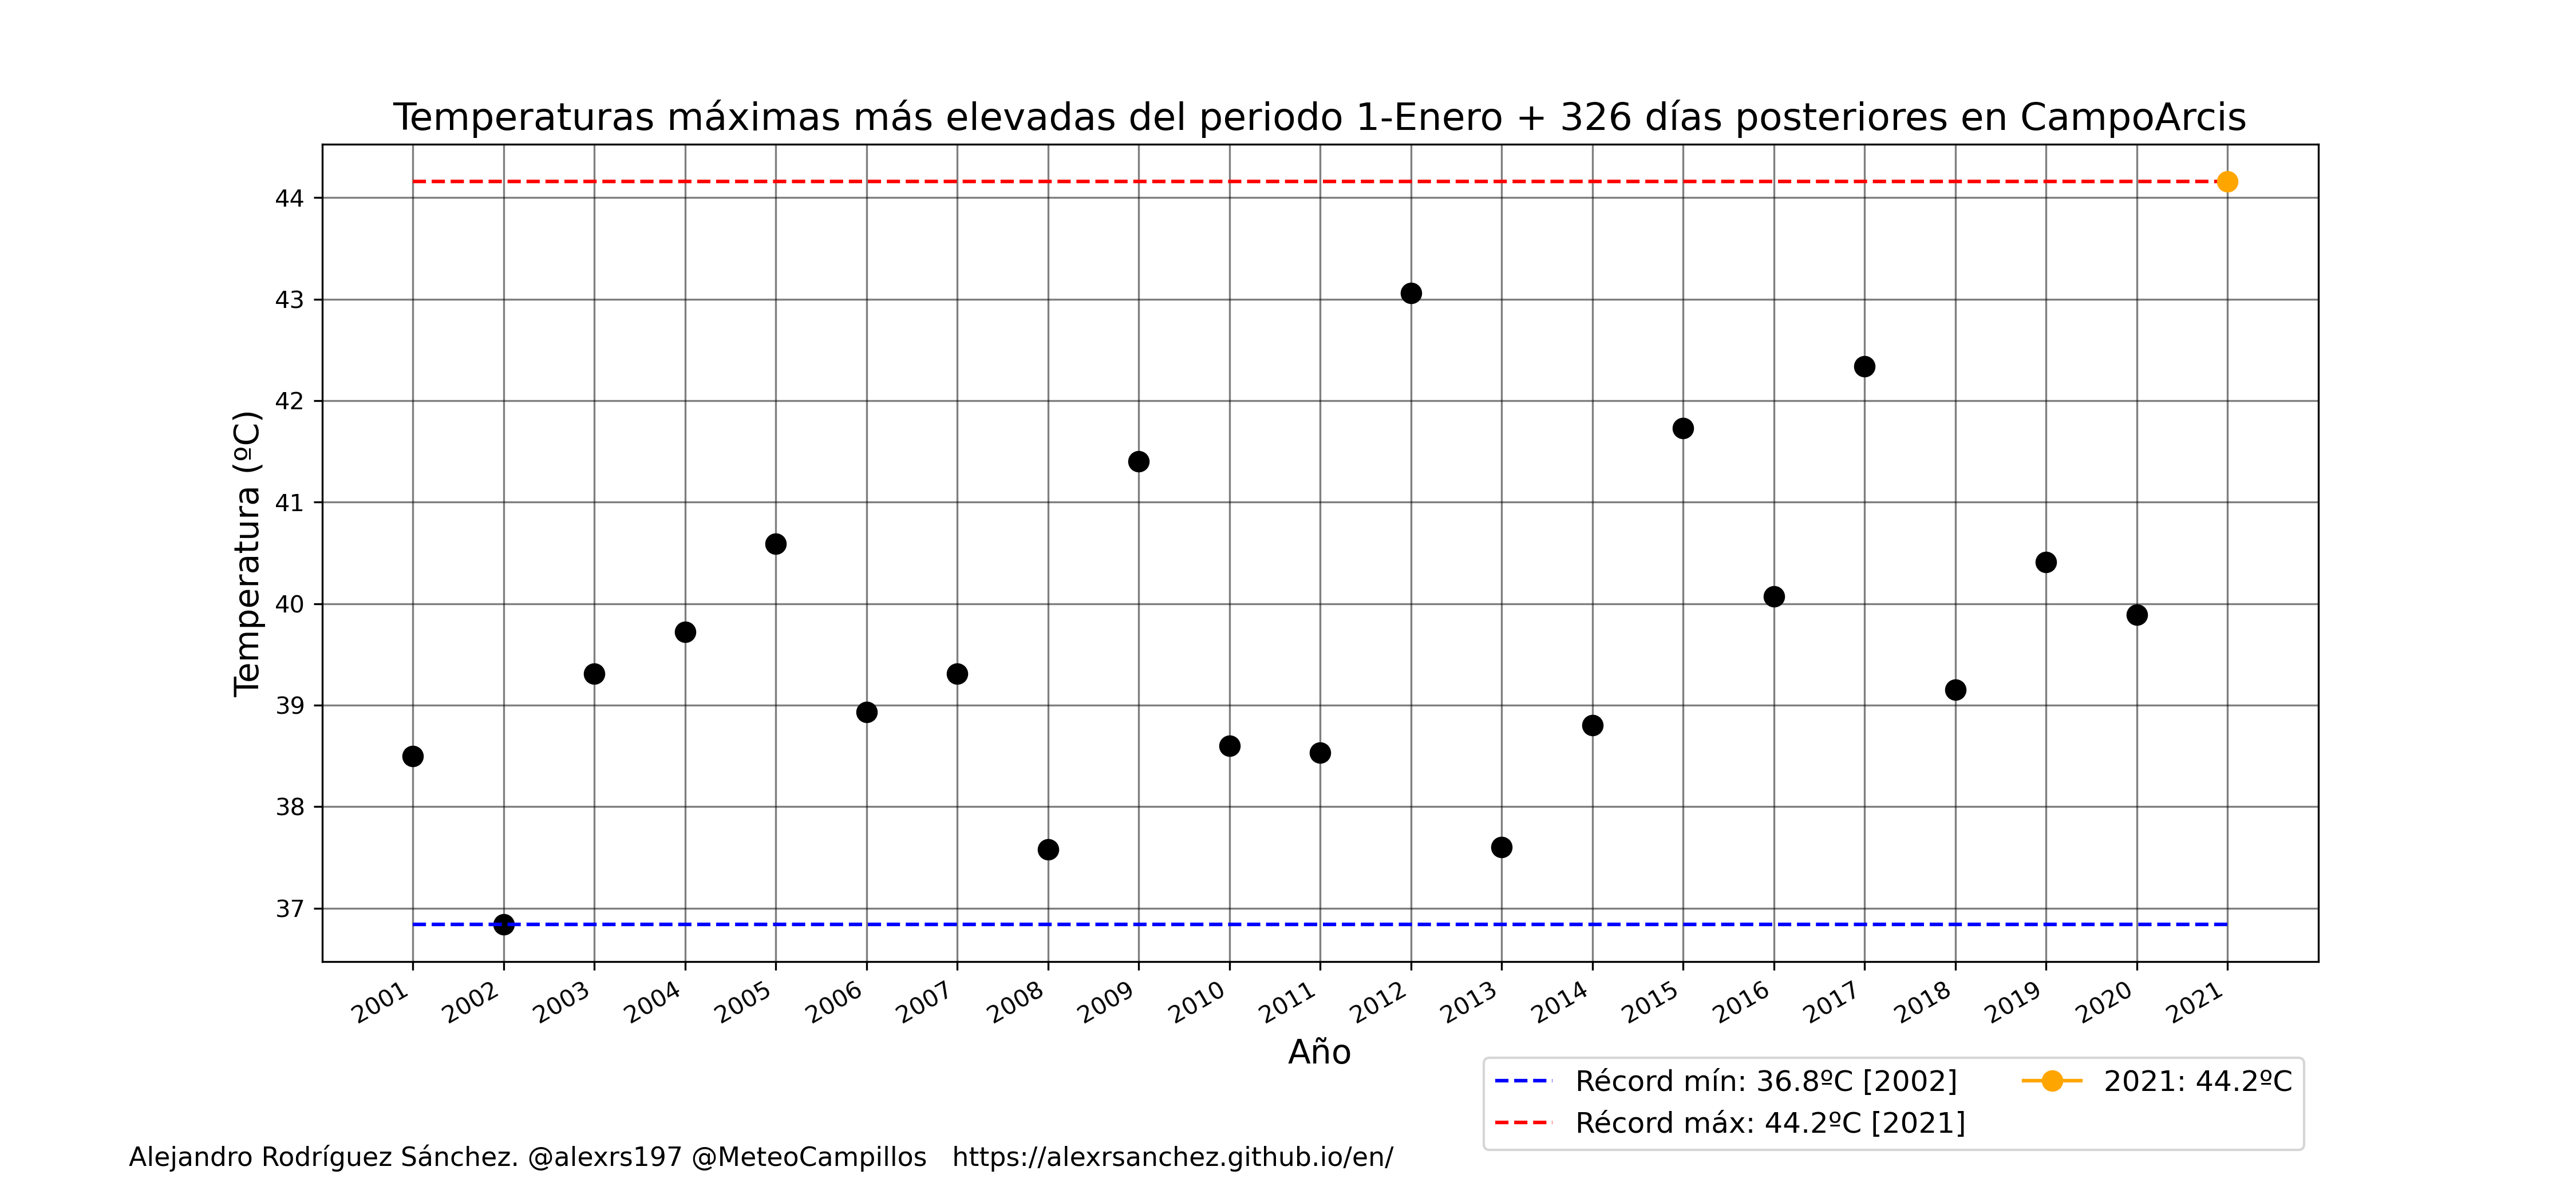 Temperaturas máximas más elevadas del periodo 1-Enero + 326 días posteriores en CampoArcis
Temperatura (ºC)
44
43
42
41
40
39
38
37
2001 2002 2003 2004 2005 2006 2007 2008 2009 2010 2011 2012 2013 2014 2015 2016 2017 2018 2019 2020 2021
Año
Récord mín: 36.8ºC [2002]
Récord máx: 44.2ºC [2021]
2021: 44.2ºC
Alejandro Rodríguez Sánchez. @alexrs197 @MeteoCampillos https://alexrsanchez.github.io/en/